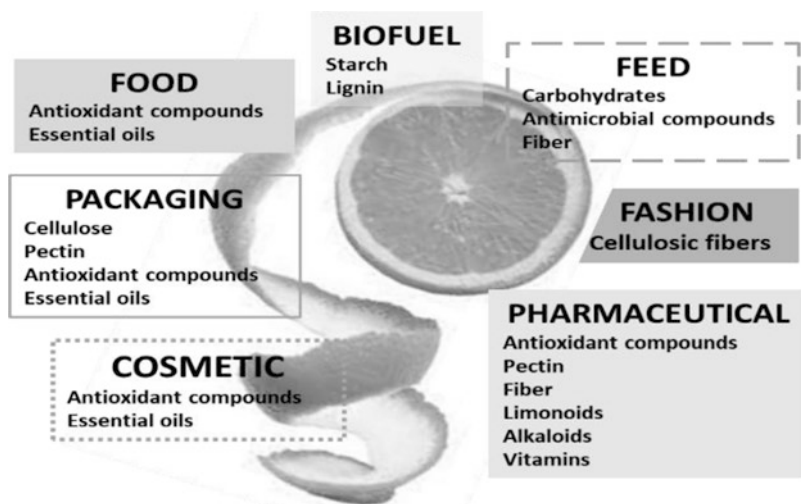 BIOFUEL
Starch
Lignin
FOOD
Antioxidant compounds
Essential oils
FEED
Carbohydrates
Antimicrobial compounds
Fiber
PACKAGING
Cellulose
Pectin
Antioxidant compounds
Essential oils
FASHION
Cellulosic fibers
COSMETIC
Antioxidant compounds
Essential oils
PHARMACEUTICAL
Antioxidant compounds
Pectin
Fiber
Limonoids
Alkaloids
Vitamins